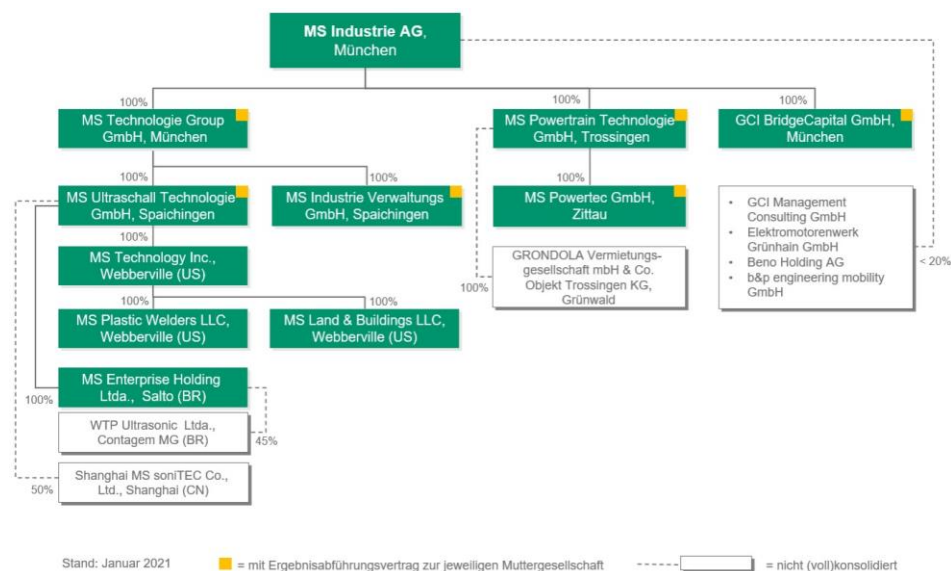 MS Industrie AG,
München
100%
100%
100%
MS Technologie Group
GmbH, München
MS Powertrain Technologie
GmbH, Trossingen
GCI BridgeCapital GmbH,
München
100%
100%
100%
MS Ultraschall Technologie
GmbH, Spaichingen
MS Industrie Verwaltungs
GmbH, Spaichingen
MS Powertec GmbH,
Zittau
• GCI Management
Consulting GmbH
• Elektromotorenwerk
Grünhain GmbH
• Beno Holding AG
• b&p engineering mobility
GmbH
< 20%
100%
MS Technology Inc.,
Webberville (US)
GRONDOLA Vermietungs-
gesellschaft mbH & Co.
Objekt Trossingen KG,
Grünwald
100%
100%
100%
MS Plastic Welders LLC,
Webberville (US)
MS Land & Buildings LLC,
Webberville (US)
MS Enterprise Holding
Ltda., Salto (BR)
100%
WTP Ultrasonic Ltda.,
Contagem MG (BR)
45%
Shanghai MS soniTEC Co.,
Ltd., Shanghai (CN)
50%
Stand: Januar 2021
= mit Ergebnisabführungsvertrag zur jeweiligen Muttergesellschaft
= nicht (voll)konsolidiert